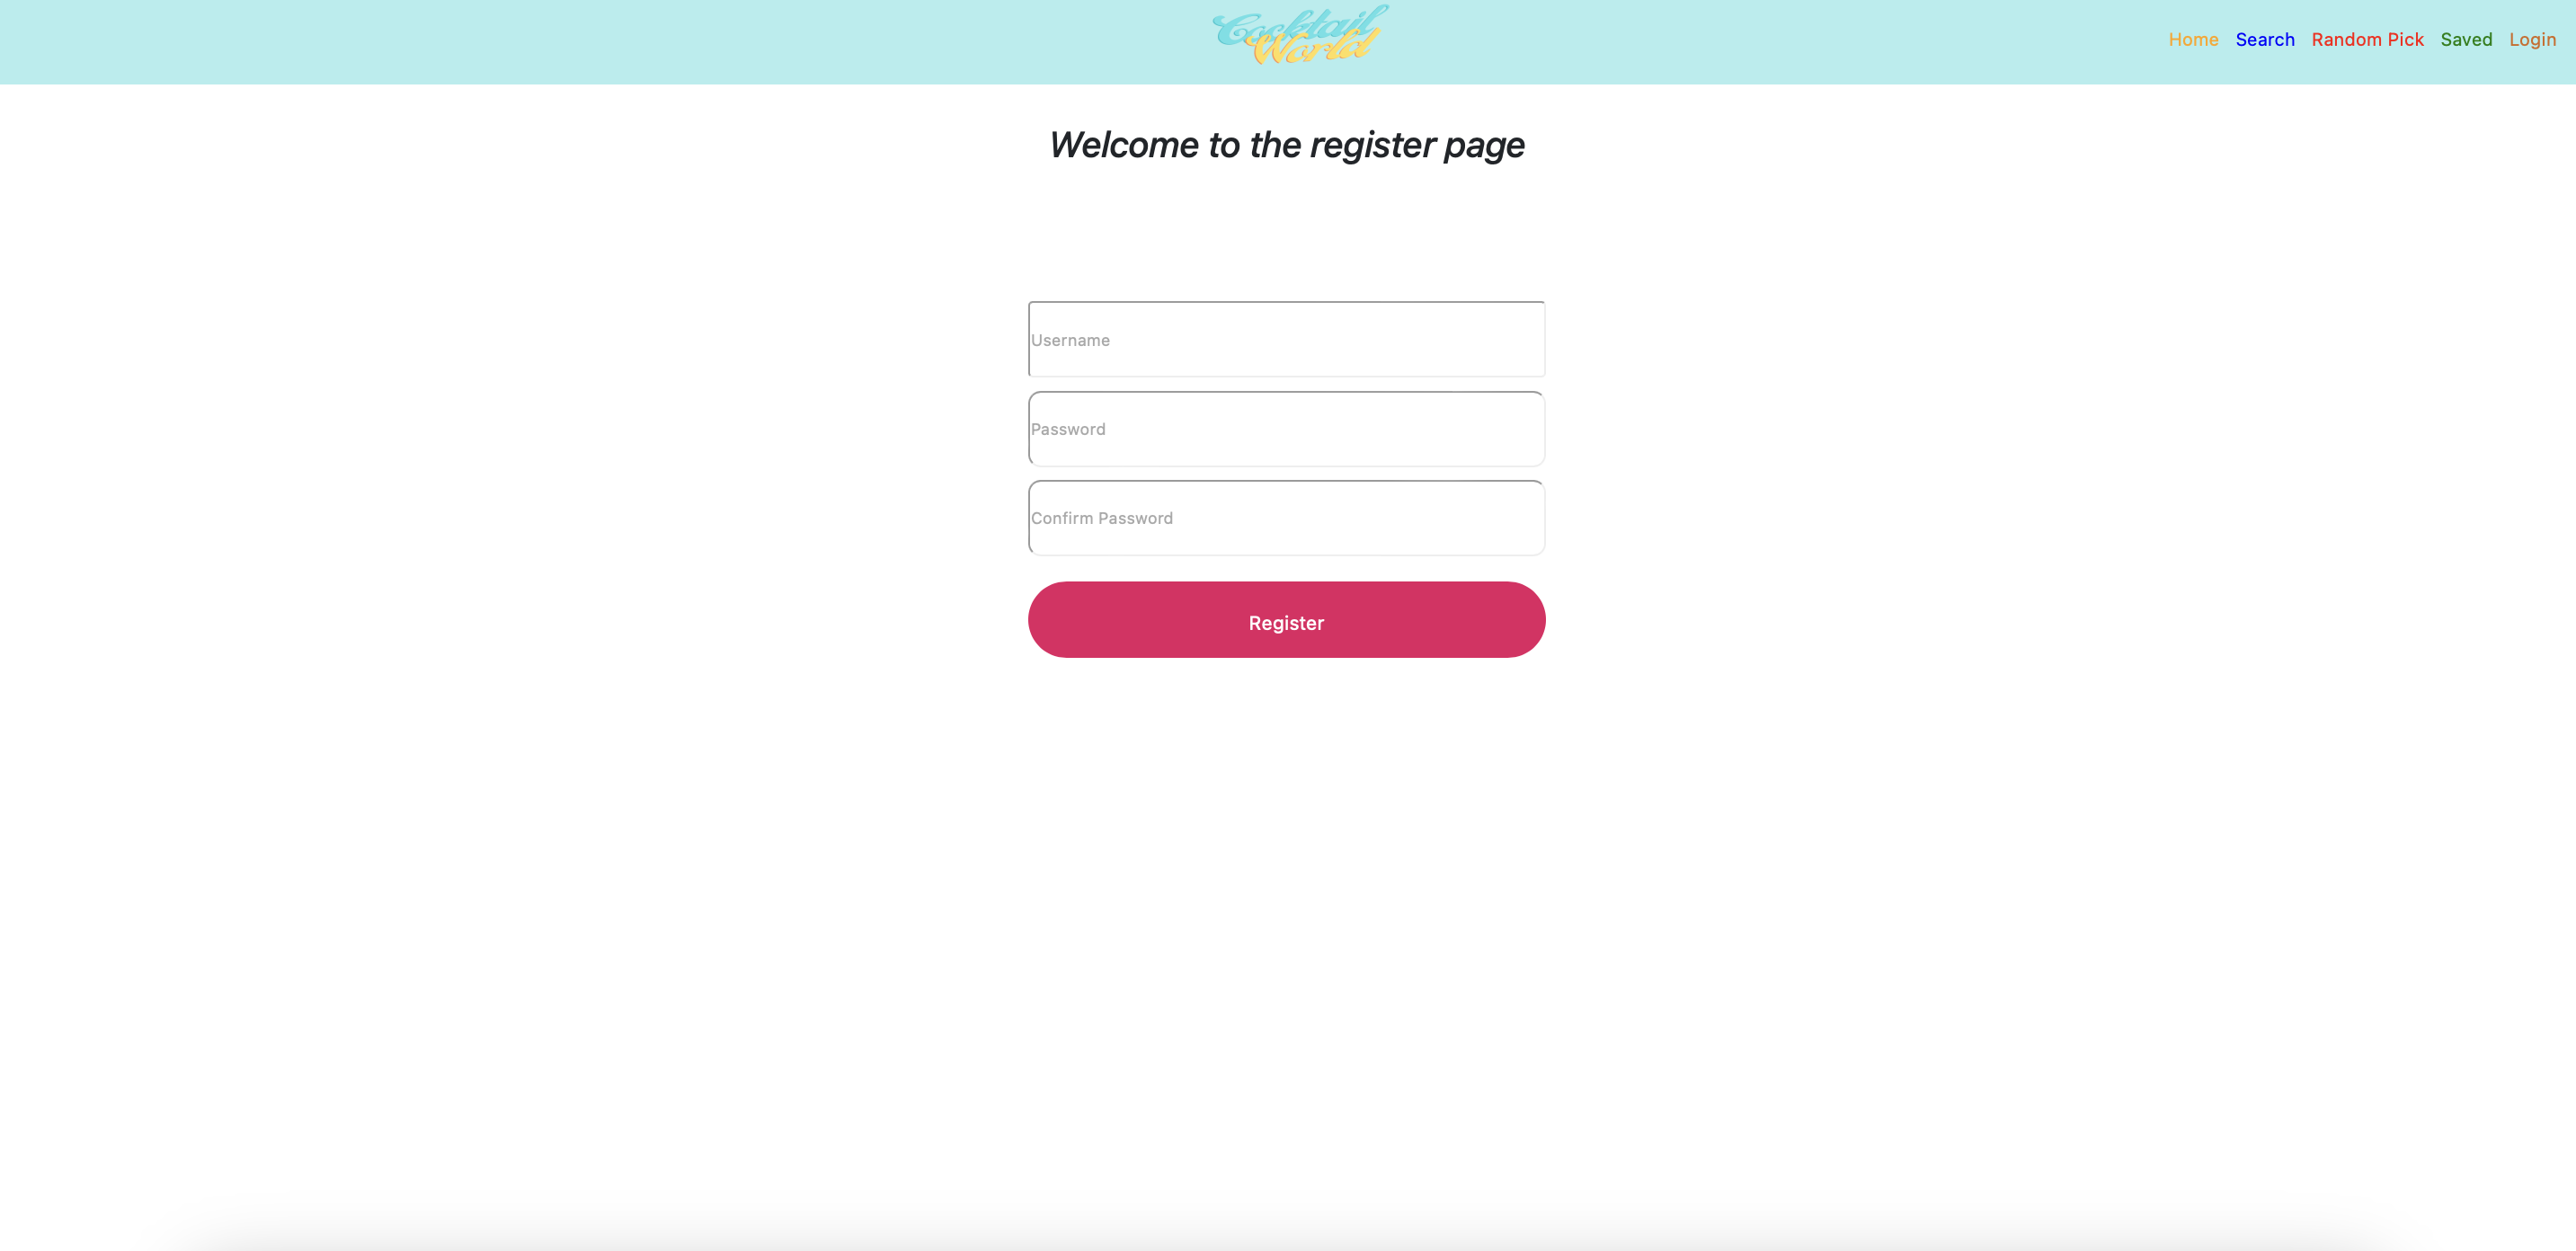 Cocktail
World
Home Search Random Pick Saved Login
Welcome to the register page
Username
Password
Confirm Password
Register